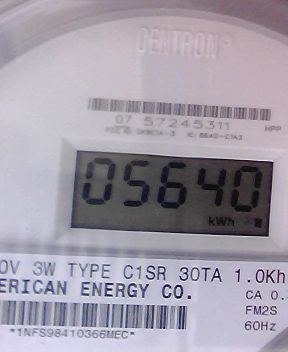 CENTRON®
07 57245311
HPP
05640
kWh
0V 3W TYPE C1SR 30TA 1.0Kh
ERICAN ENERGY CO.
CA 0.
FM2S
*1NFS98410366MEC*
60Hz